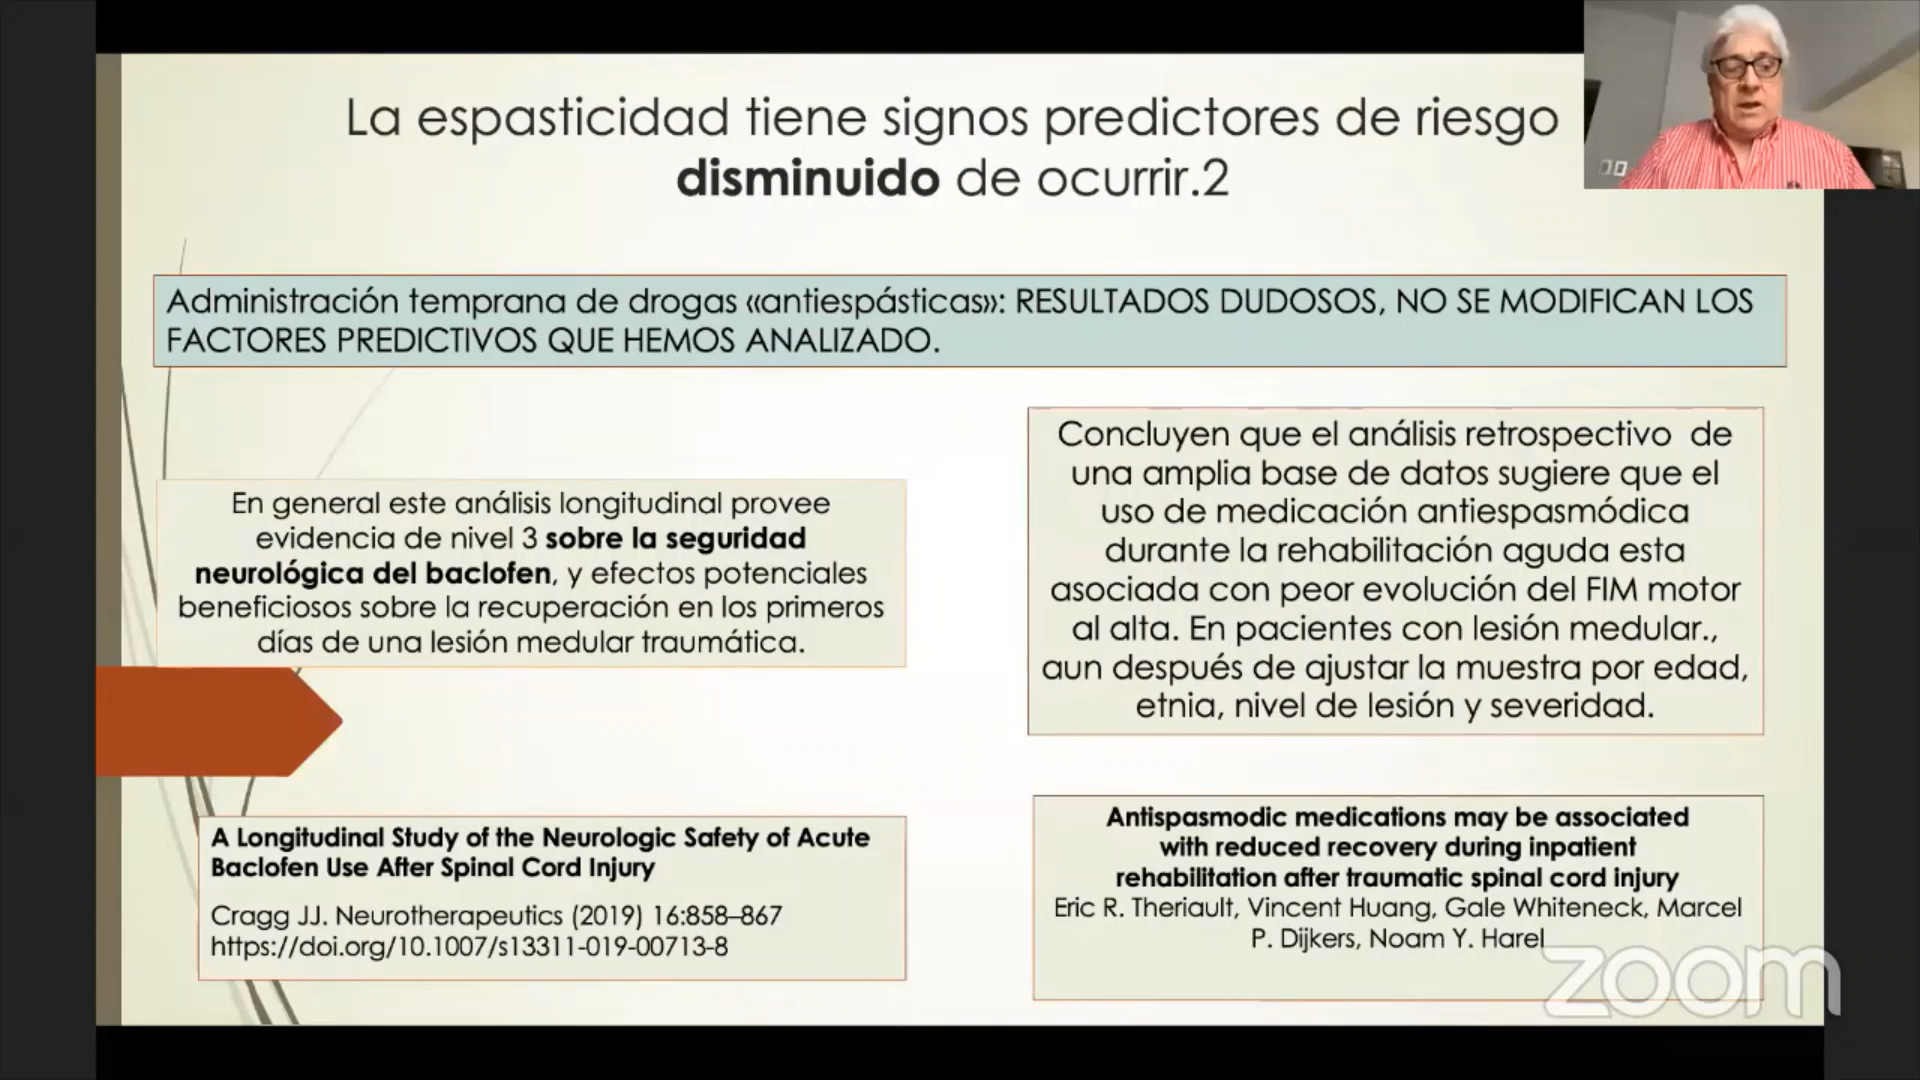 La espasticidad tiene signos predictores de riesgo
disminuido de ocurrir.2
Administración temprana de drogas «antiespásticas»: RESULTADOS DUDOSOS, NO SE MODIFICAN LOS
FACTORES PREDICTIVOS QUE HEMOS ANALIZADO.
En general este análisis longitudinal provee
evidencia de nivel 3 sobre la seguridad
neurológica del baclofen, y efectos potenciales
beneficiosos sobre la recuperación en los primeros
días de una lesión medular traumática.
A Longitudinal Study of the Neurologic Safety of Acute
Baclofen Use After Spinal Cord Injury
Cragg JJ. Neurotherapeutics (2019) 16:858–867
https://doi.org/10.1007/s13311-019-00713-8
Concluyen que el análisis retrospectivo de
una amplia base de datos sugiere que el
uso de medicación antiespasmódica
durante la rehabilitación aguda esta
asociada con peor evolución del FIM motor
al alta. En pacientes con lesión medular.,
aun después de ajustar la muestra por edad,
etnia, nivel de lesión y severidad.
Antispasmodic medications may be associated
with reduced recovery during inpatient
rehabilitation after traumatic spinal cord injury
Eric R. Theriault, Vincent Huang, Gale Whiteneck, Marcel
P. Dijkers, Noam Y. Harel
zoom